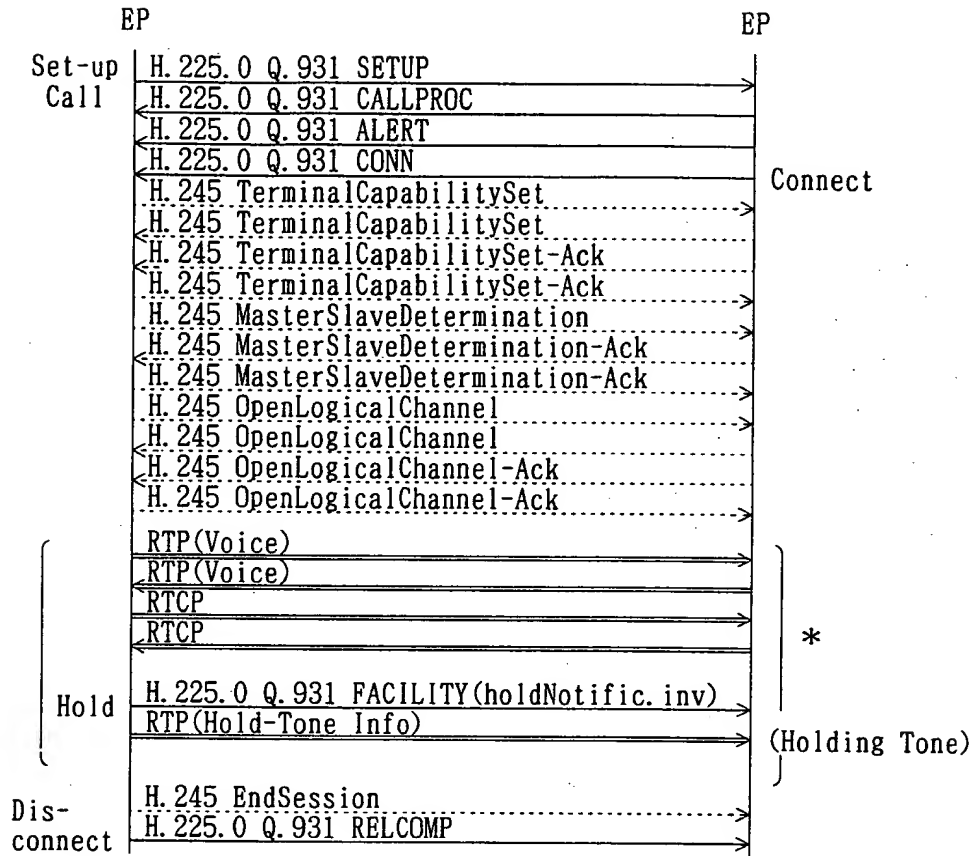 EP EP
Set-up Call
H.225.0 Q.931 SETUP
H.225.0 Q.931 CALLPROC
H.225.0 Q.931 ALERT
H.225.0 Q.931 CONN
Connect
H.245 TerminalCapabilitySet
H.245 TerminalCapabilitySet
H.245 TerminalCapabilitySet-Ack
H.245 TerminalCapabilitySet-Ack
H.245 MasterSlaveDetermination
H.245 MasterSlaveDetermination-Ack
H.245 MasterSlaveDetermination-Ack
H.245 OpenLogicalChannel
H.245 OpenLogicalChannel
H.245 OpenLogicalChannel-Ack
H.245 OpenLogicalChannel-Ack
RTP(Voice)
RTP(Voice)
RTCP
RTCP
*
Hold
H.225.0 Q.931 FACILITY(holdNotific.inv)
RTP(Hold-Tone Info)
(Holding Tone)
Dis-
connect
H.245 EndSession
H.225.0 Q.931 RELCOMP